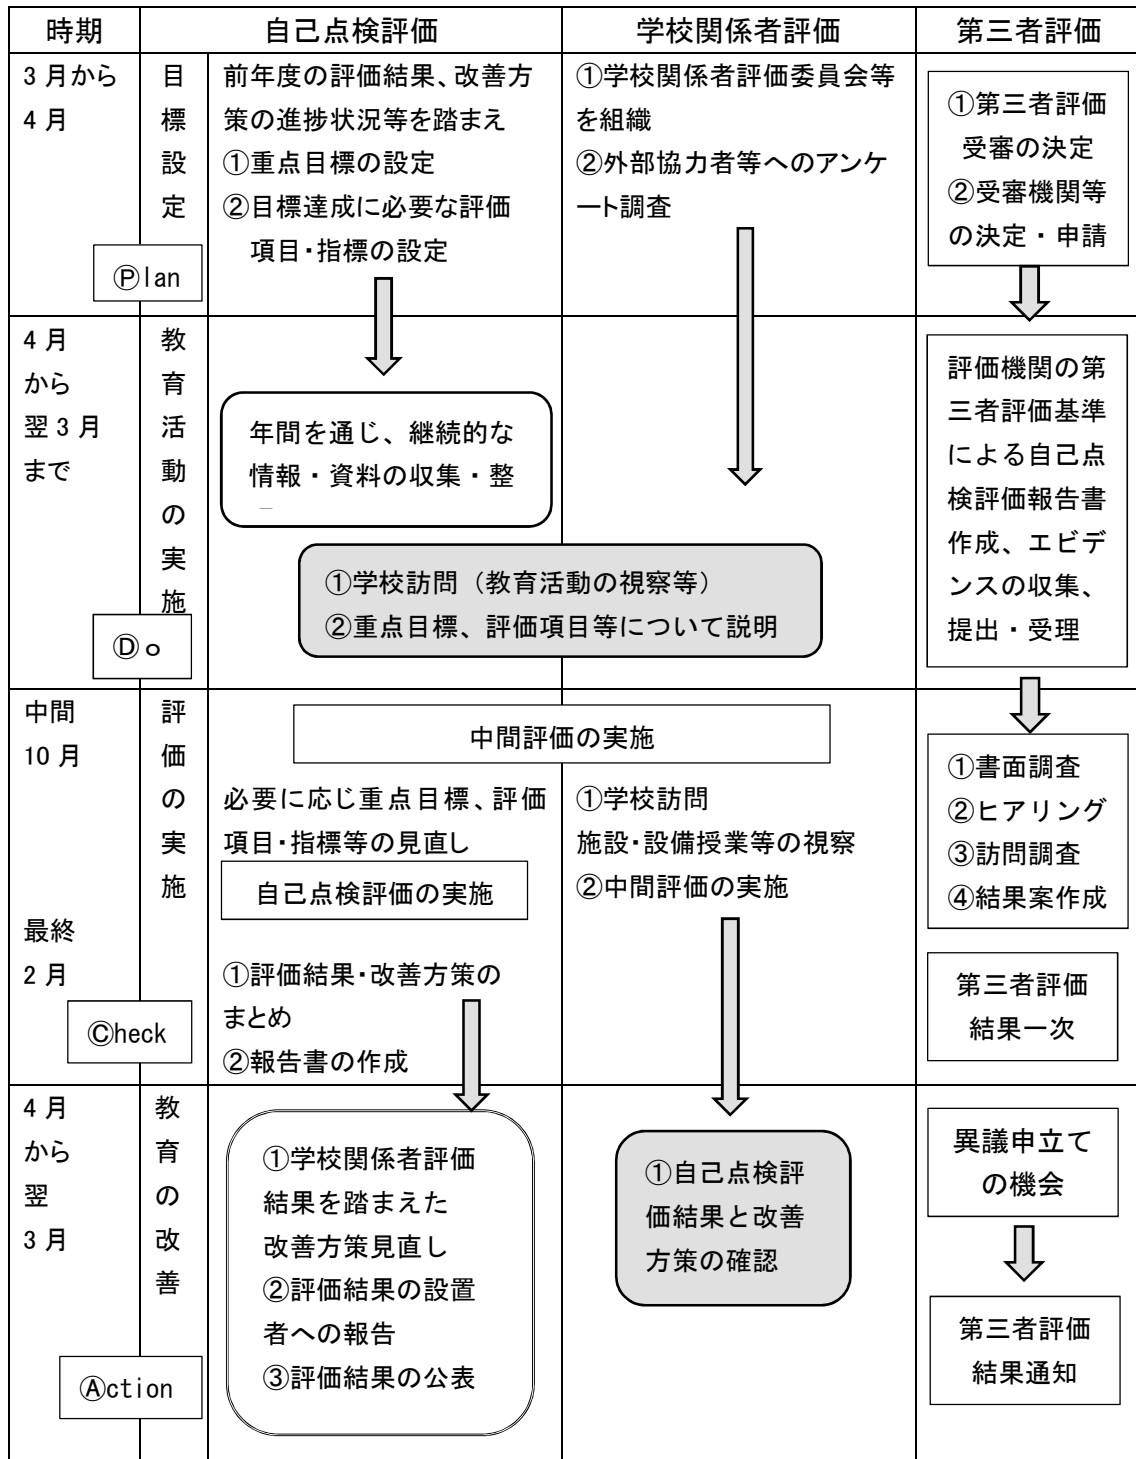 時期
自己点検評価
学校関係者評価
第三者評価
3月から
4月
目標設定
Ⓟlan
前年度の評価結果、改善方
策の進捗状況等を踏まえ
①重点目標の設定
②目標達成に必要な評価
項目・指標の設定
①学校関係者評価委員会等
を組織
②外部協力者等へのアンケ
ート調査
①第三者評価
受審の決定
②受審機関等
の決定・申請
4月
から
翌3月
まで
教育活動の実施
Ⓓo
年間を通じ、継続的な
情報・資料の収集・整
①学校訪問（教育活動の視察等）
②重点目標、評価項目等について説明
評価機関の第
三者評価基準
による自己点
検評価報告書
作成、エビデ
ンスの収集、
提出・受理
中間
10月
最終
2月
評価の実施
Ⓒheck
中間評価の実施
必要に応じ重点目標、評価
項目・指標等の見直し
自己点検評価の実施
①評価結果・改善方策の
まとめ
②報告書の作成
①学校訪問
施設・設備授業等の視察
②中間評価の実施
①書面調査
②ヒアリング
③訪問調査
④結果案作成
第三者評価
結果一次
4月
から
翌
3月
教育の改善
Ⓐction
①学校関係者評価
結果を踏まえた
改善方策見直し
②評価結果の設置
者への報告
③評価結果の公表
①自己点検評
価結果と改善
方策の確認
異議申立て
の機会
第三者評価
結果通知